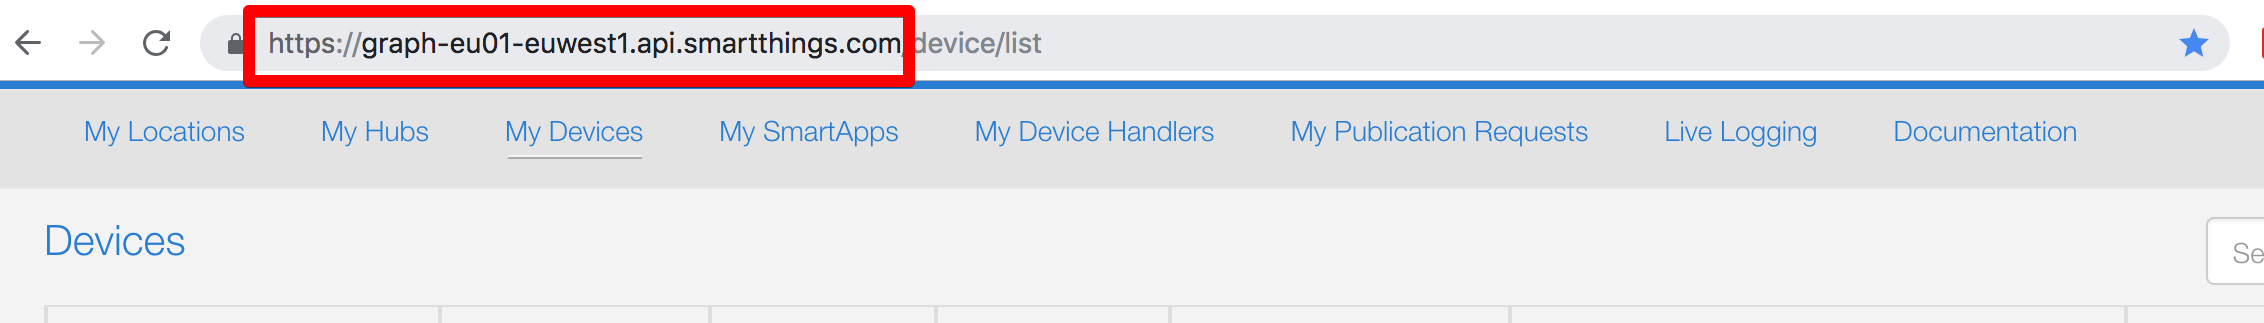 https://graph-eu01-euwest1.api.smartthings.com/device/list
My Locations My Hubs My Devices My SmartApps My Device Handlers My Publication Requests Live Logging Documentation
Devices
Se